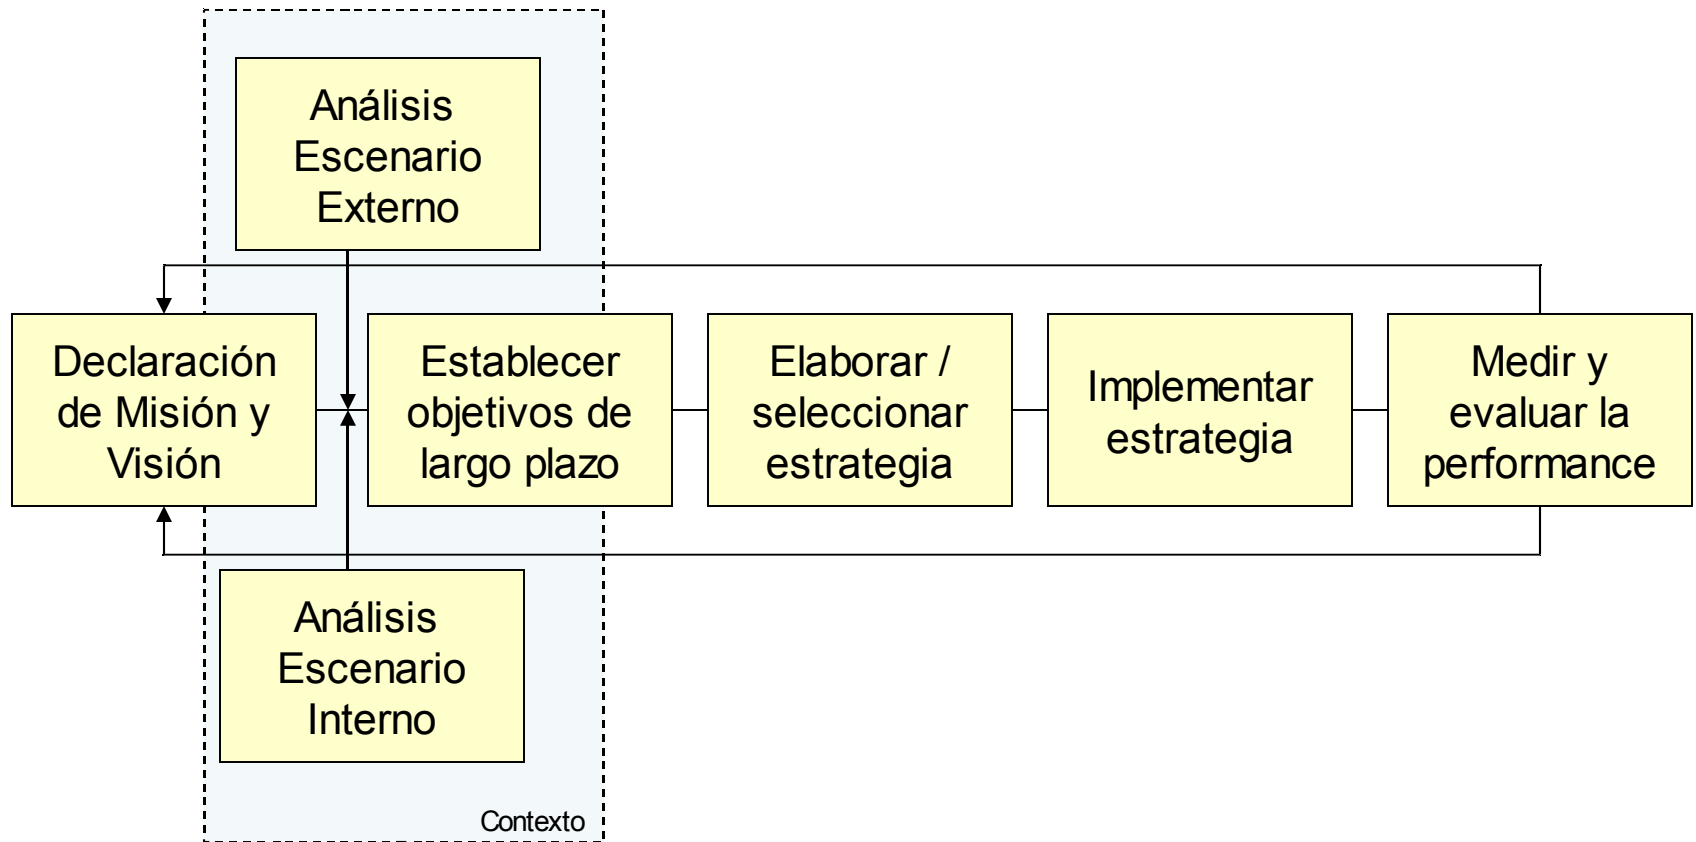 Análisis
Escenario
Externo
Declaración
de Misión y
Visión
Establecer
objetivos de
largo plazo
Elaborar /
seleccionar
estrategia
Implementar
estrategia
Medir y
evaluar la
performance
Análisis
Escenario
Interno
Contexto